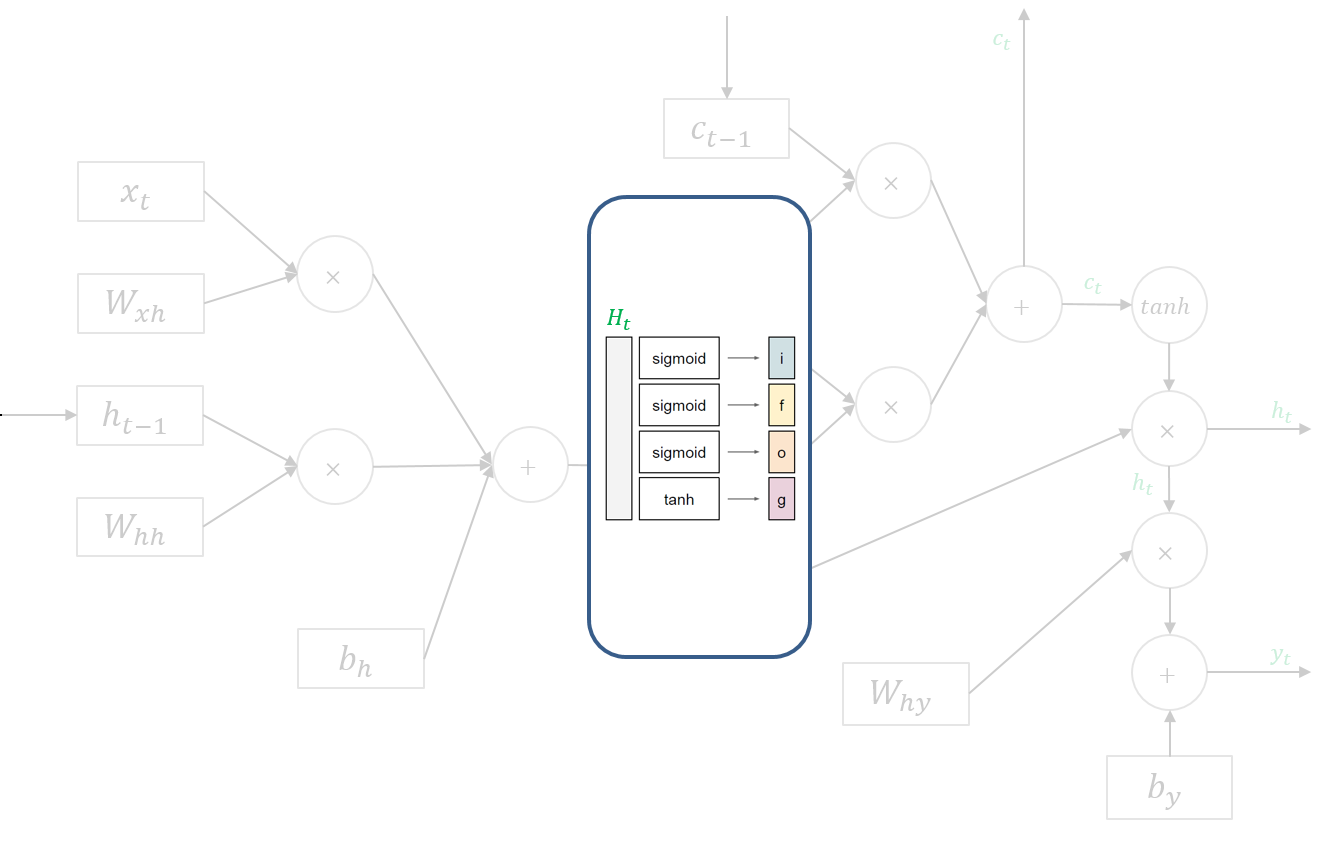 c_t
c_{t-1}
x_t
×
×
W_{xh}
c_t
+
tanh
H_t
sigmoid
i
sigmoid
f
×
h_{t-1}
×
h_t
×
+
sigmoid
o
h_t
W_{hh}
tanh
g
×
b_h
W_{hy}
+
y_t
b_y